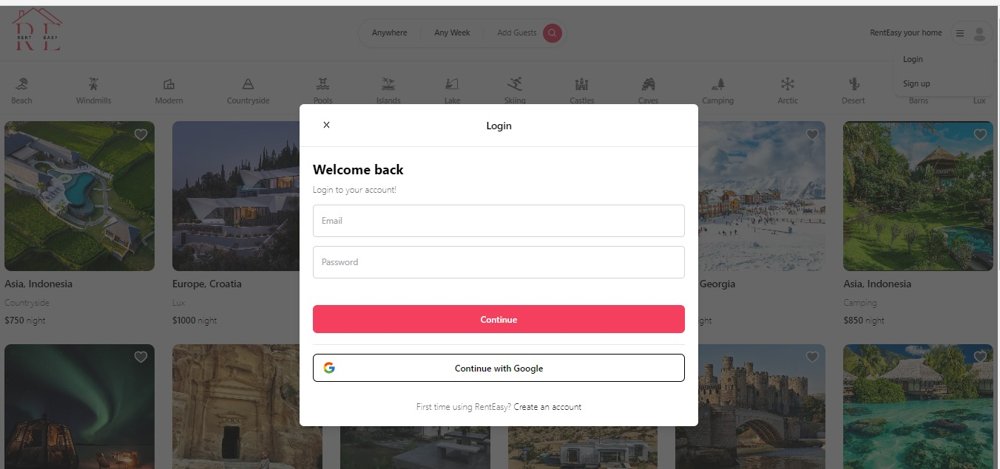 RENT EASY
Anywhere
Any Week
Add Guests
RentEasy your home
Login
Sign up
Beach
Windmills
Modern
Countryside
Pools
Islands
Lake
Skiing
Castles
Caves
Camping
Arctic
Desert
Barns
Lux
Login
Welcome back
Login to your account!
Email
Password
Continue
Continue with Google
First time using RentEasy? Create an account
Asia, Indonesia
Countryside
$750 night
Europe, Croatia
Lux
$1000 night
Georgia
ght
Asia, Indonesia
Camping
$850 night